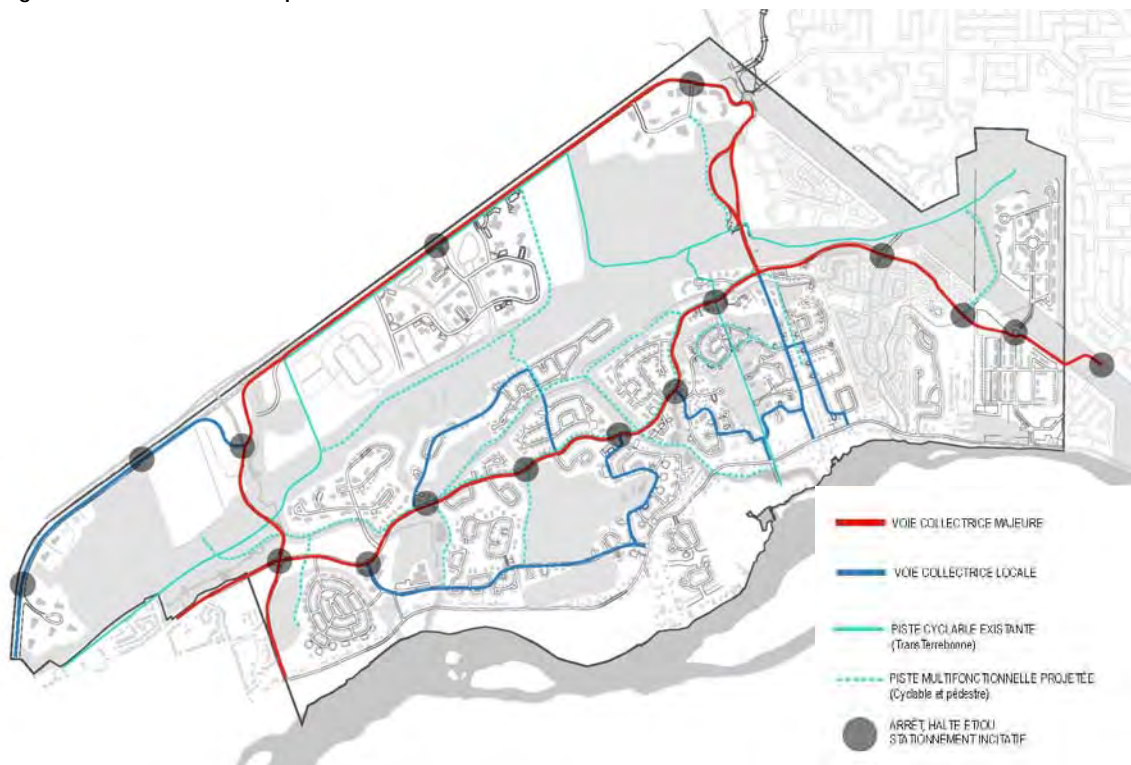 VOIE COLLECTRICE MAJEURE
VOIE COLLECTRICE LOCALE
PISTE CYCLABLE EXISTANTE
(TransTerrebonne)
PISTE MULTIFONCTIONNELLE PROJETÉE
(Cyclable et pédestre)
ARRÊT, HALTE ET/OU
STATIONNEMENT INCITATIF